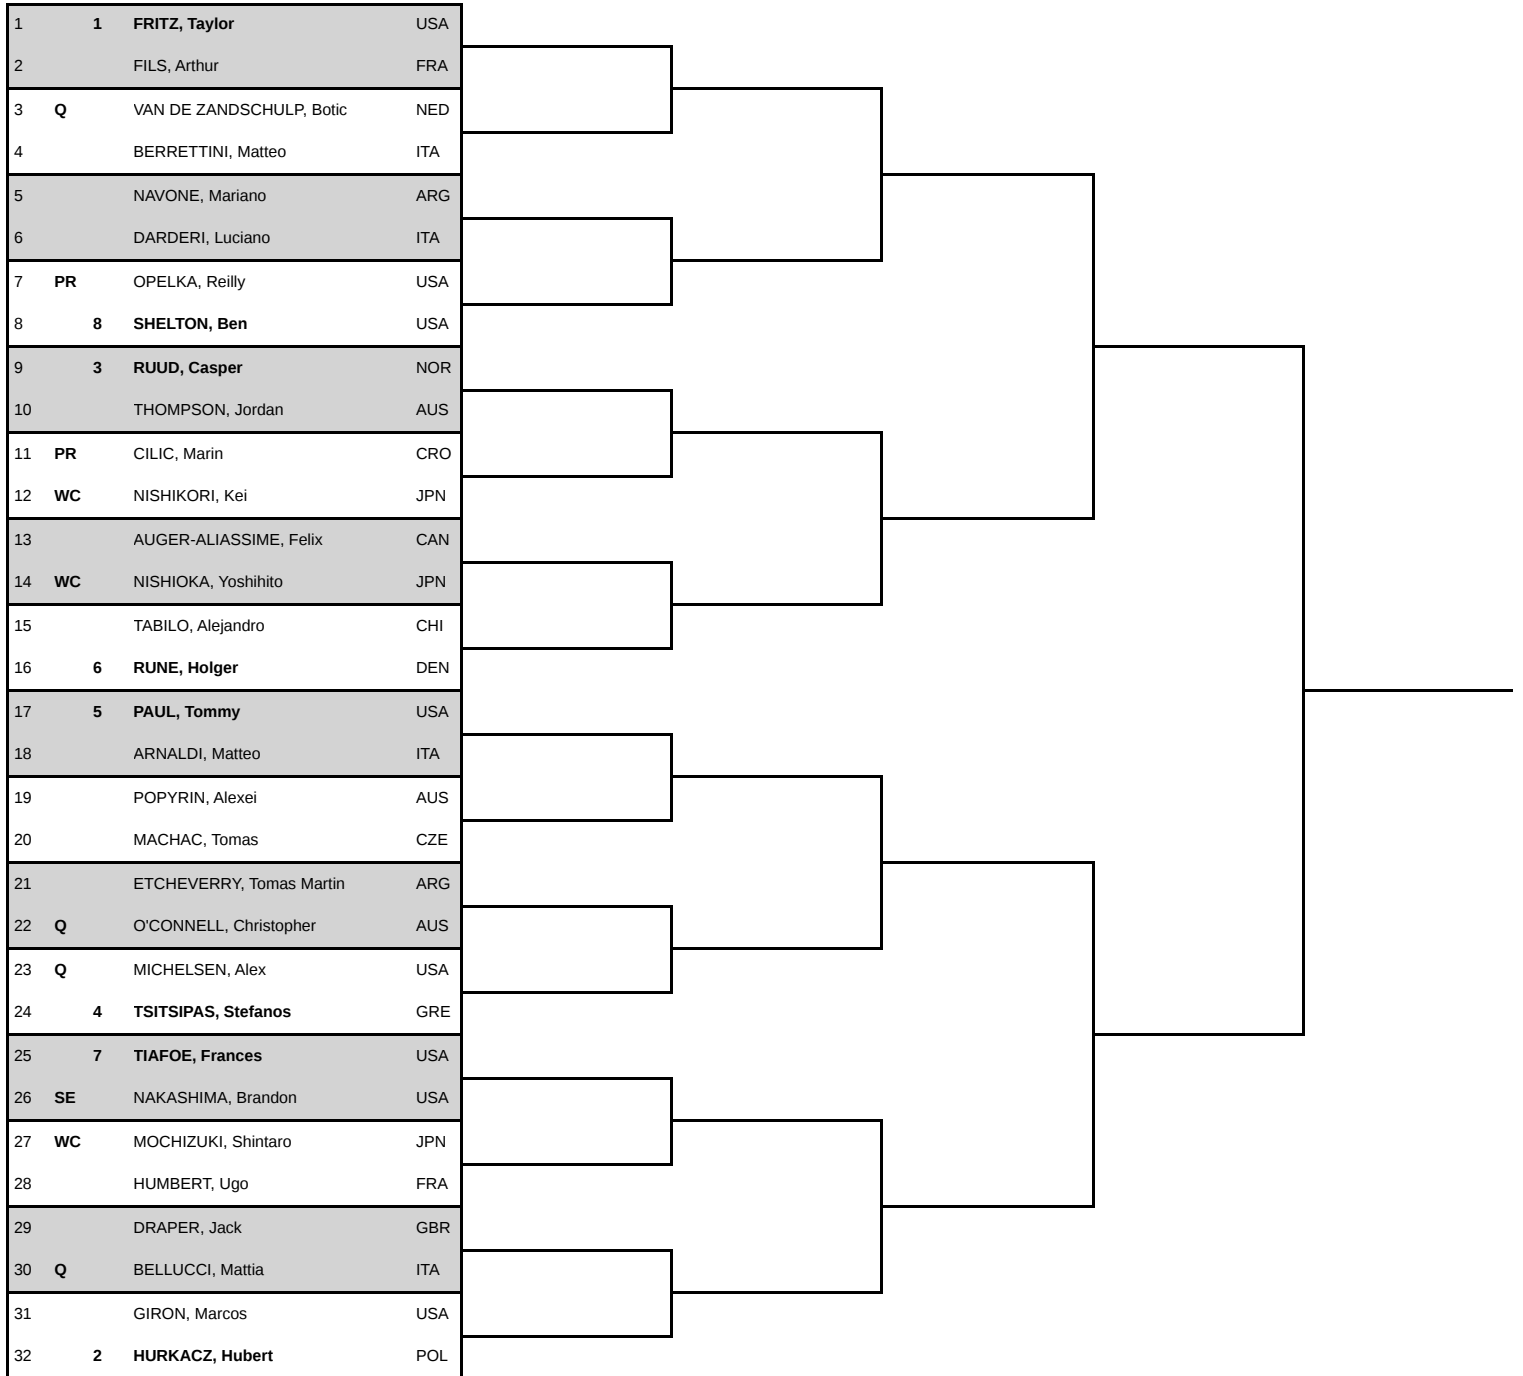 1 1 FRITZ, Taylor USA
2 FILS, Arthur FRA
3 Q VAN DE ZANDSCHULP, Botic NED
4 BERRETTINI, Matteo ITA
5 NAVONE, Mariano ARG
6 DARDERI, Luciano ITA
7 PR OPELKA, Reilly USA
8 8 SHELTON, Ben USA
9 3 RUUD, Casper NOR
10 THOMPSON, Jordan AUS
11 PR CILIC, Marin CRO
12 WC NISHIKORI, Kei JPN
13 AUGER-ALIASSIME, Felix CAN
14 WC NISHIOKA, Yoshihito JPN
15 TABILO, Alejandro CHI
16 6 RUNE, Holger DEN
17 5 PAUL, Tommy USA
18 ARNALDI, Matteo ITA
19 POPYRIN, Alexei AUS
20 MACHAC, Tomas CZE
21 ETCHEVERRY, Tomas Martin ARG
22 Q O'CONNELL, Christopher AUS
23 Q MICHELSEN, Alex USA
24 4 TSITSIPAS, Stefanos GRE
25 7 TIAFOE, Frances USA
26 SE NAKASHIMA, Brandon USA
27 WC MOCHIZUKI, Shintaro JPN
28 HUMBERT, Ugo FRA
29 DRAPER, Jack GBR
30 Q BELLUCCI, Mattia ITA
31 GIRON, Marcos USA
32 2 HURKACZ, Hubert POL